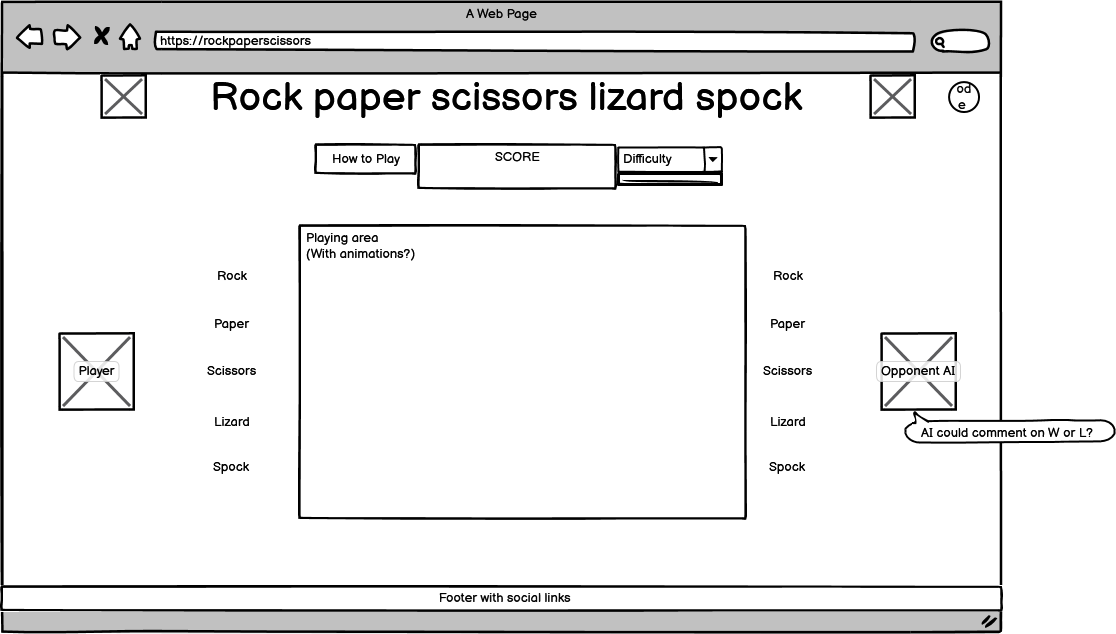 A Web Page
https://rockpaperscissors
Rock paper scissors lizard spock
od
e
How to Play
SCORE
Difficulty
Playing area
(With animations?)
Rock
Paper
Scissors
Lizard
Spock
Player
Rock
Paper
Scissors
Lizard
Spock
Opponent AI
AI could comment on W or L?
Footer with social links